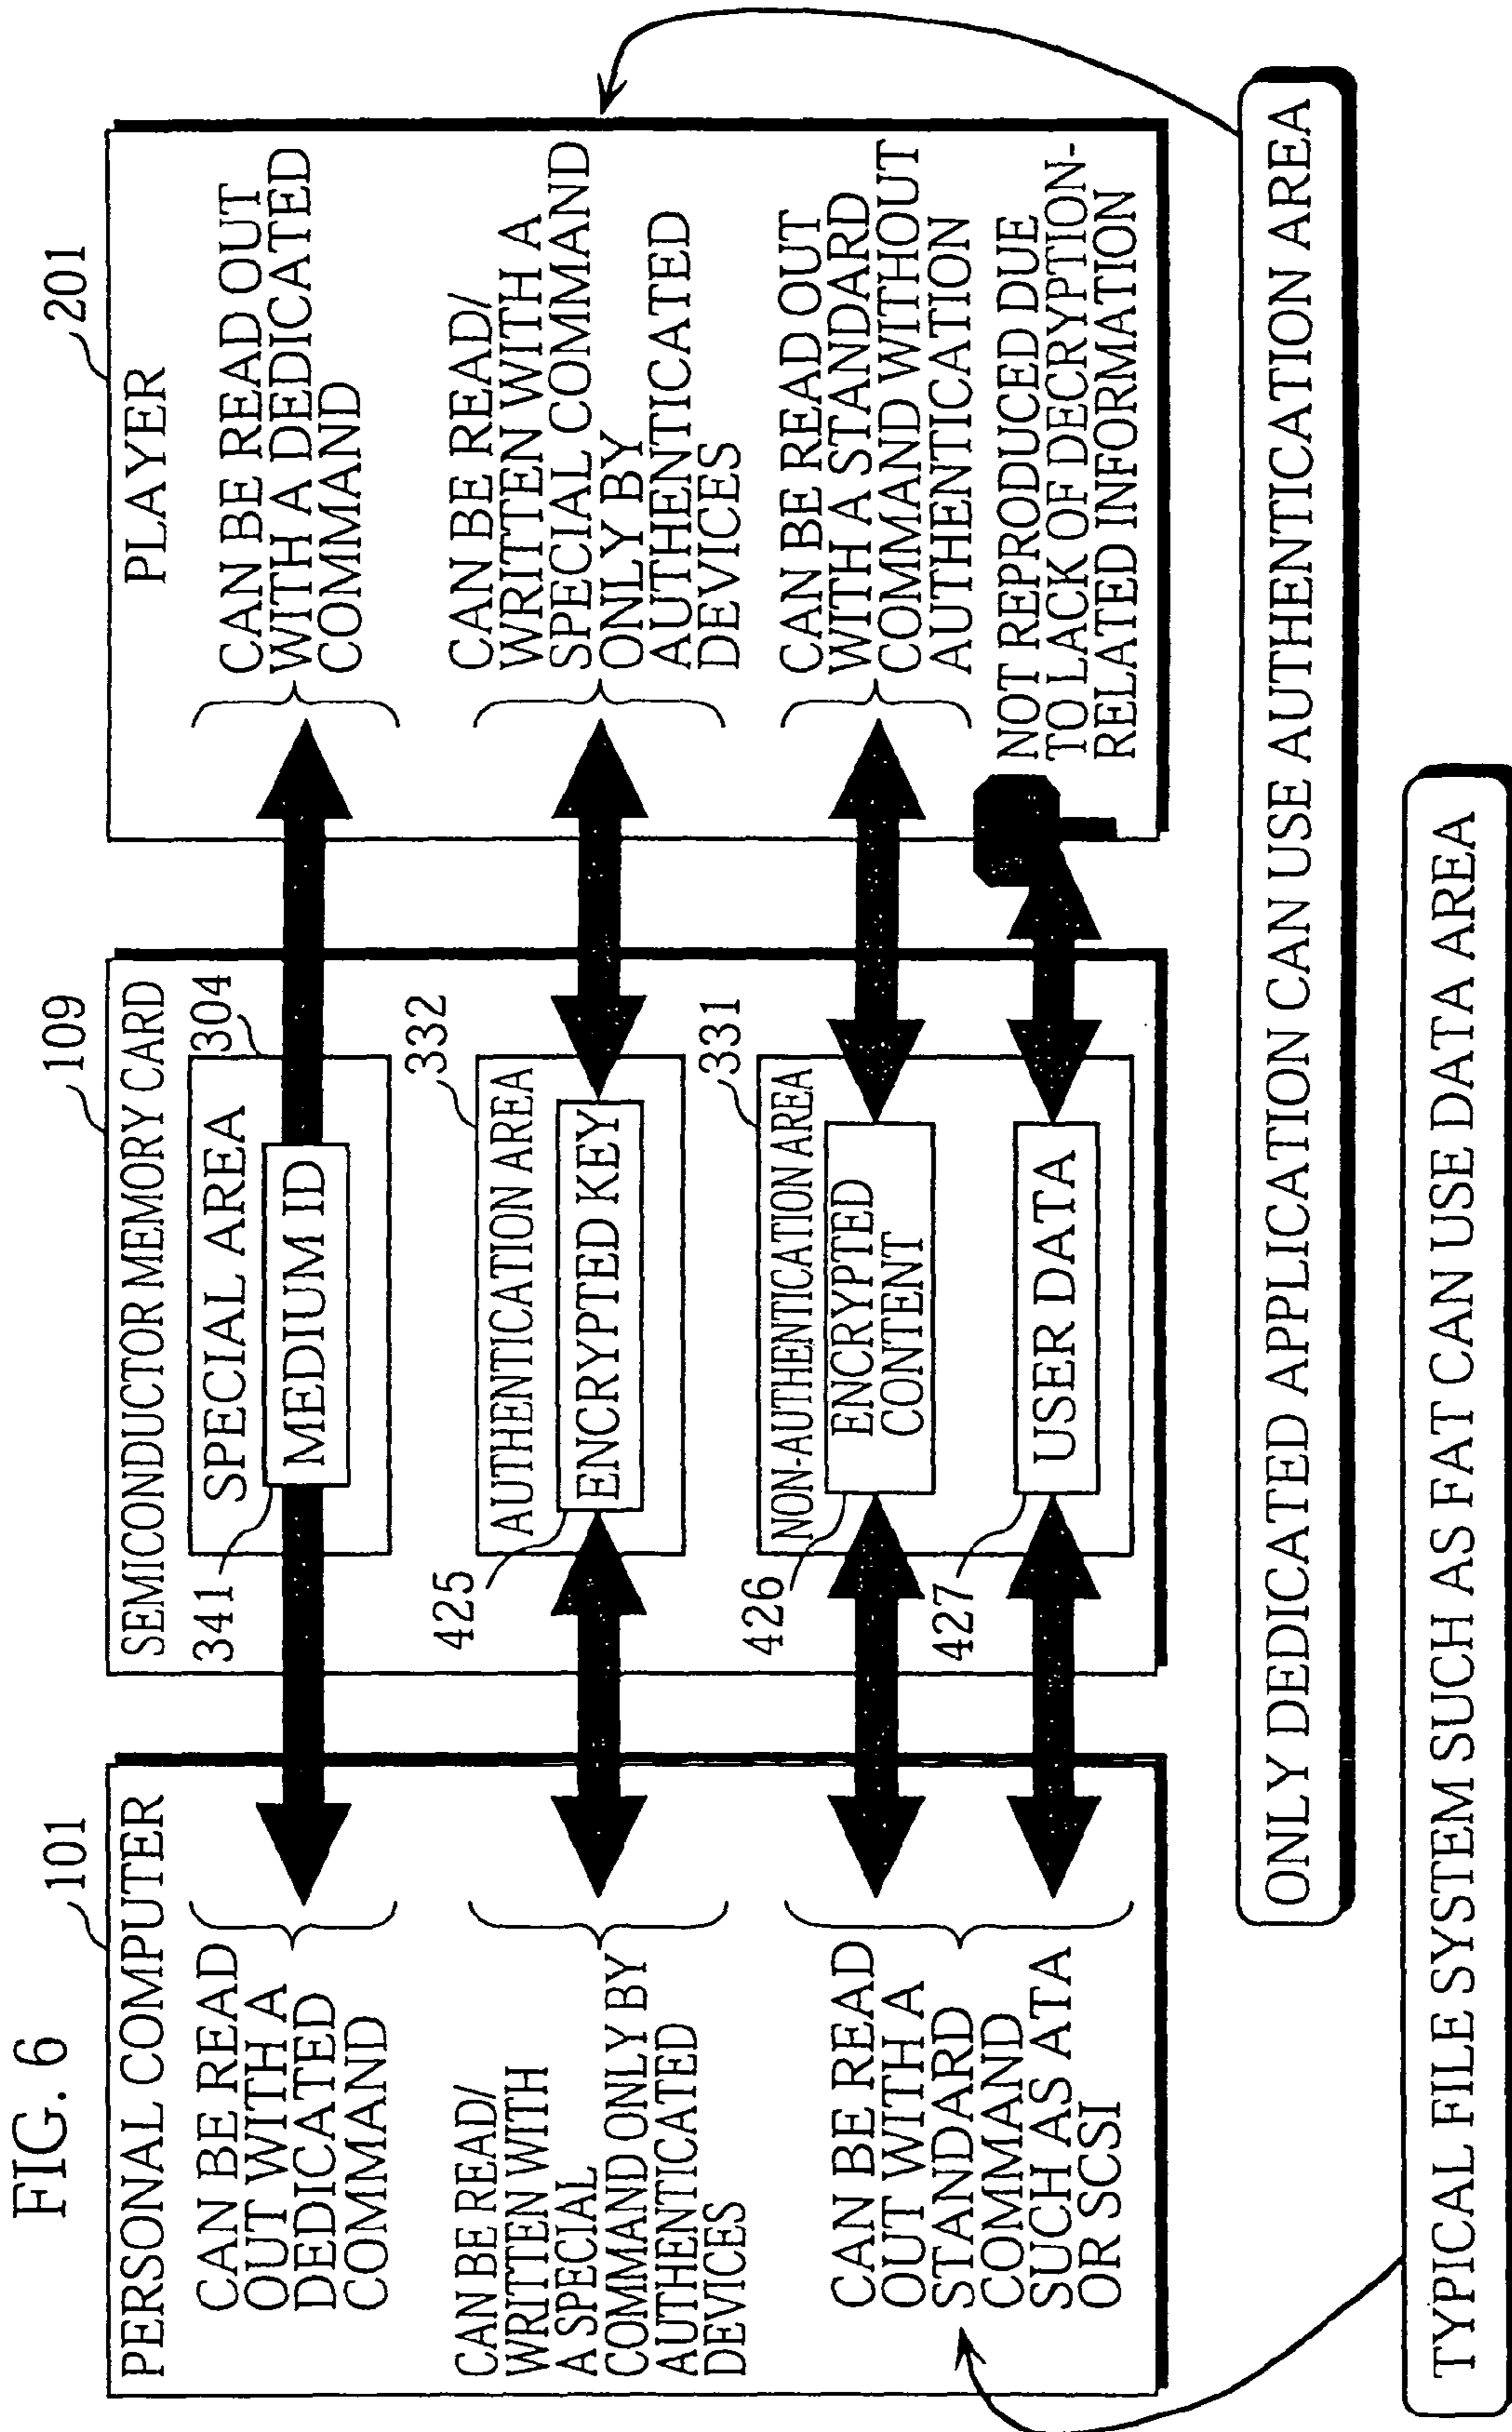 FIG. 6
101
PERSONAL COMPUTER
CAN BE READ
OUT WITH A
DEDICATED
COMMAND
CAN BE READ/
WRITTEN WITH
A SPECIAL
COMMAND ONLY BY
AUTHENTICATED
DEVICES
CAN BE READ
OUT WITH A
STANDARD
COMMAND
SUCH AS ATA
OR SCSI
109
SEMICONDUCTOR MEMORY CARD
304
SPECIAL AREA
MEDIUM ID
341
332
AUTHENTICATION AREA
ENCRYPTED KEY
425
331
NON-AUTHENTICATION AREA
ENCRYPTED
CONTENT
426
USER DATA
427
201
PLAYER
CAN BE READ OUT
WITH A DEDICATED
COMMAND
CAN BE READ/
WRITTEN WITH A
SPECIAL COMMAND
ONLY BY
AUTHENTICATED
DEVICES
CAN BE READ OUT
WITH A STANDARD
COMMAND WITHOUT
AUTHENTICATION
NOT REPRODUCED DUE
TO LACK OF DECRYPTION-
RELATED INFORMATION
ONLY DEDICATED APPLICATION CAN USE AUTHENTICATION AREA
TYPICAL FILE SYSTEM SUCH AS FAT CAN USE DATA AREA